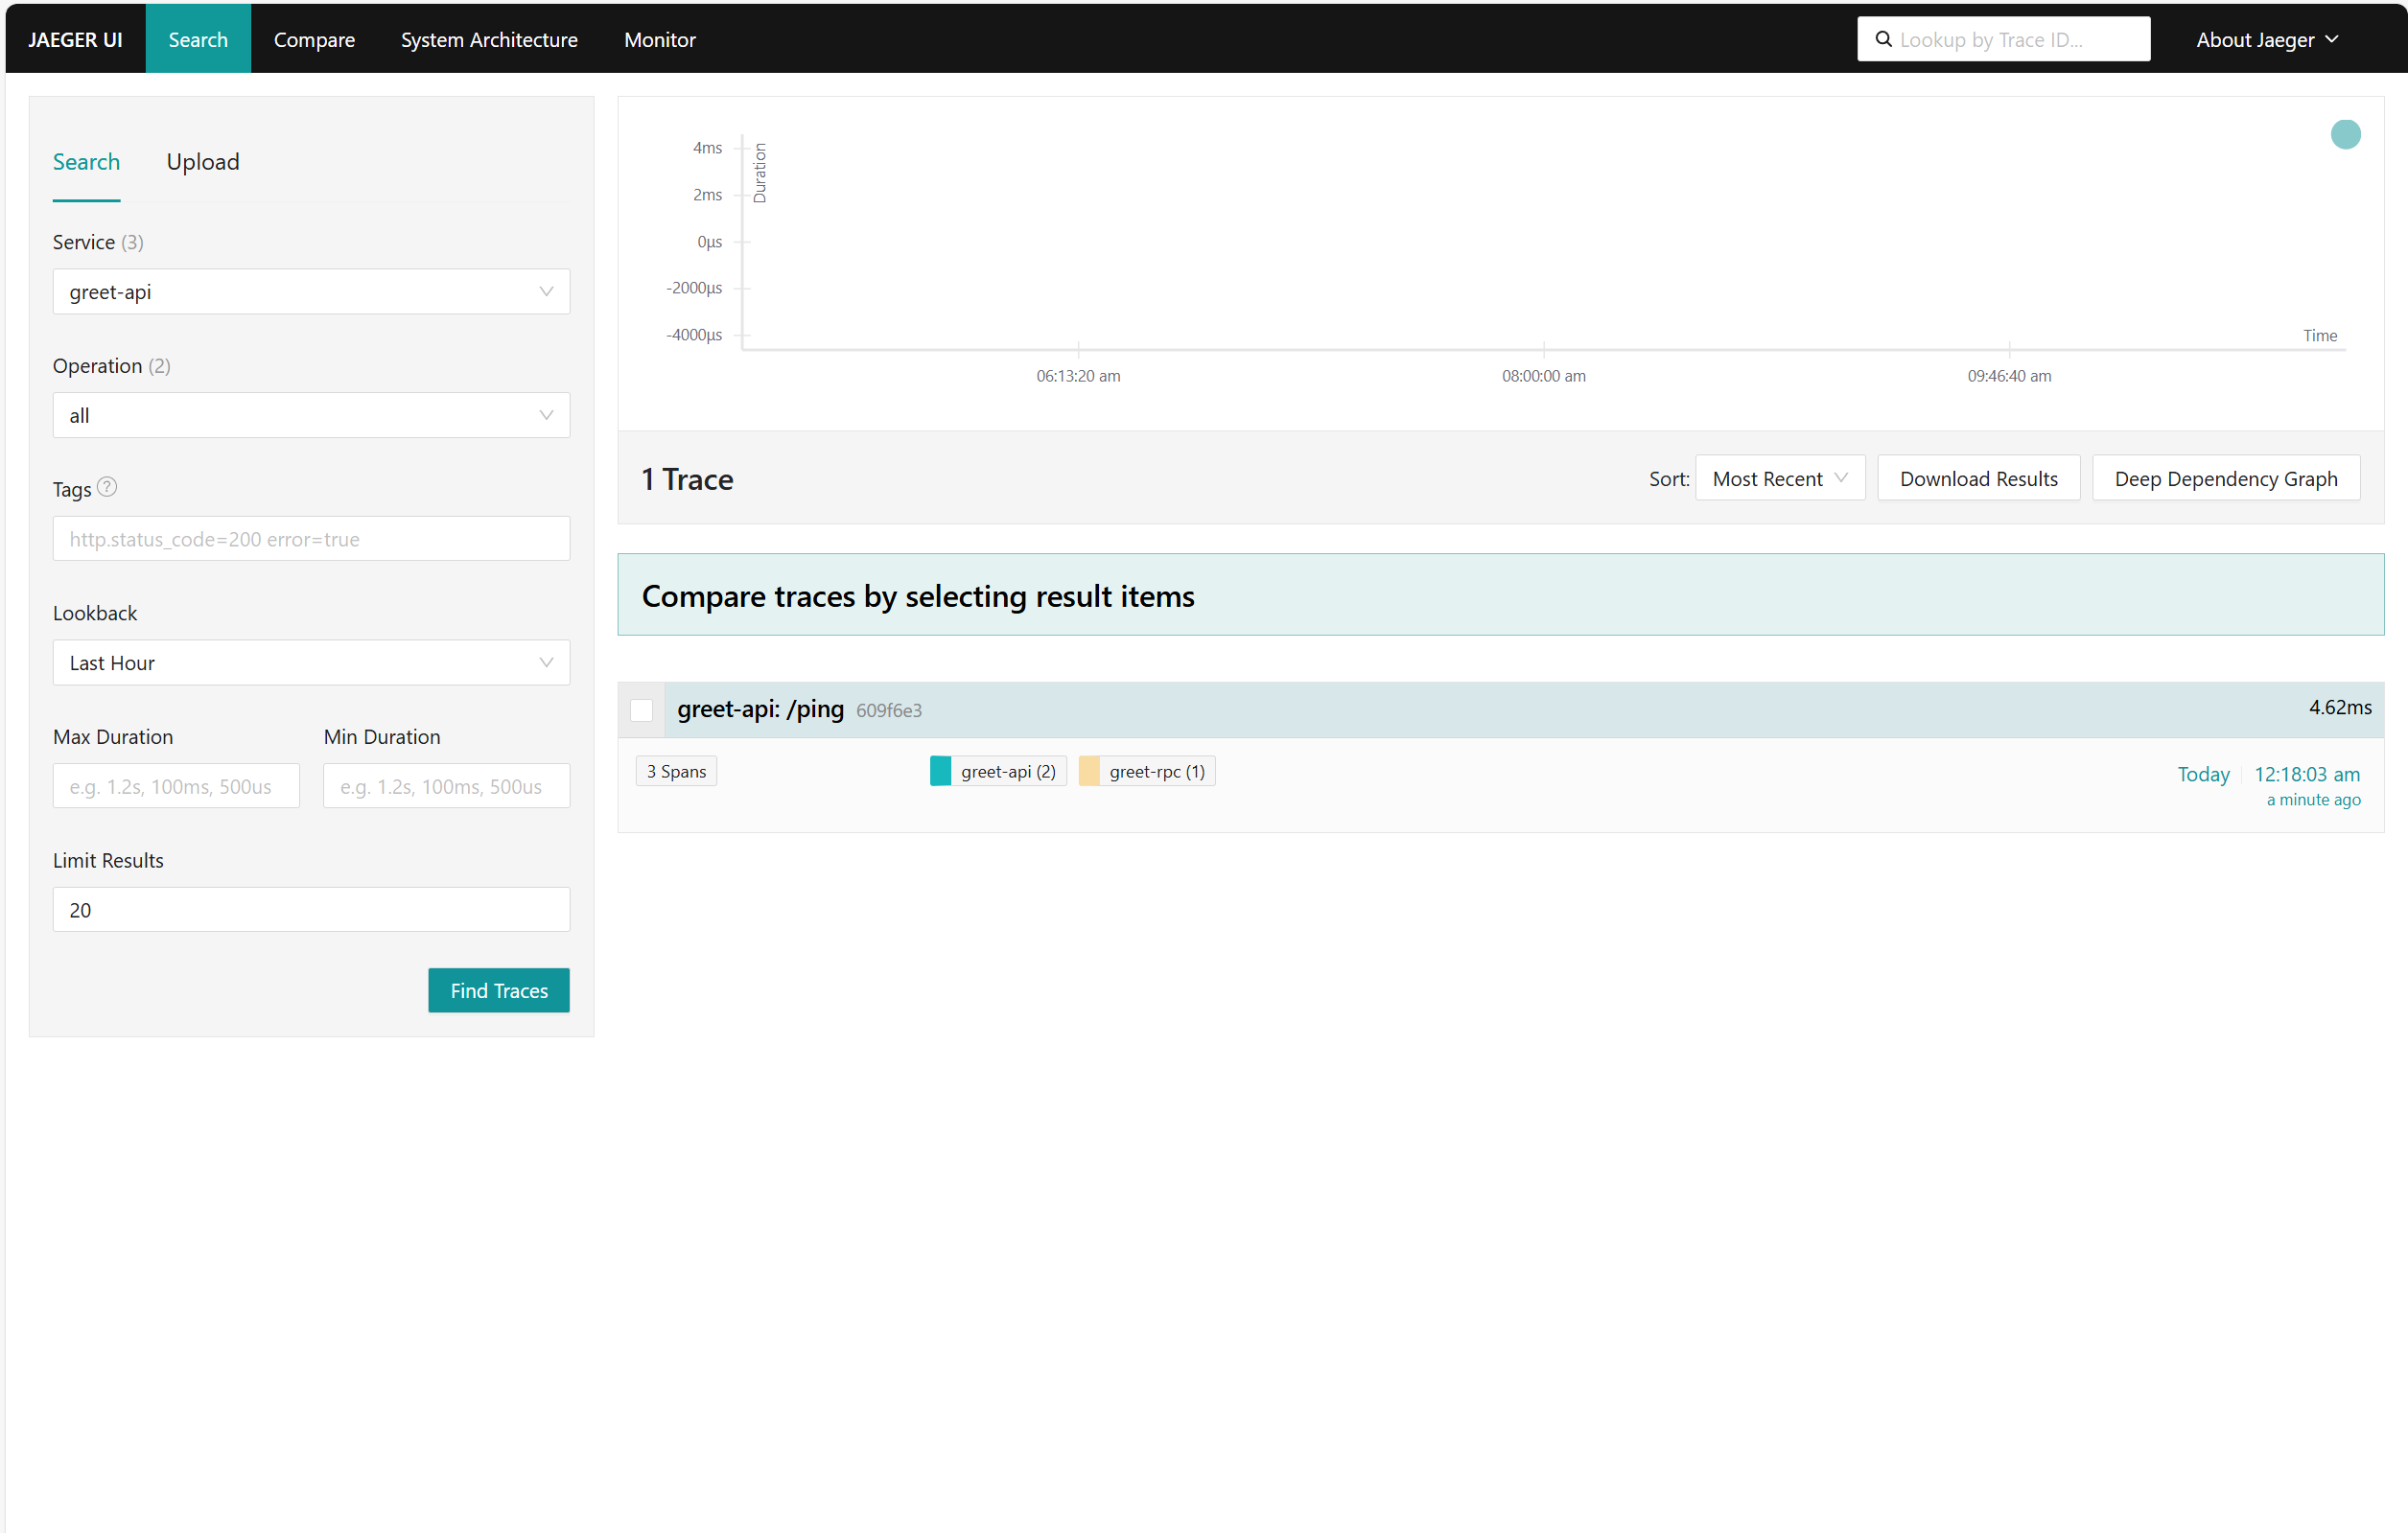 JAEGER UI Search Compare System Architecture Monitor Lookup by Trace ID... About Jaeger
Search Upload
Service (3)
greet-api
Operation (2)
all
Tags ?
http.status_code=200 error=true
Lookback
Last Hour
Max Duration Min Duration
e.g. 1.2s, 100ms, 500us e.g. 1.2s, 100ms, 500us
Limit Results
20
Find Traces
Duration
4ms
2ms
0μs
-2000μs
-4000μs
Time
06:13:20 am 08:00:00 am 09:46:40 am
1 Trace Sort: Most Recent Download Results Deep Dependency Graph
Compare traces by selecting result items
greet-api: /ping 609f6e3 4.62ms
3 Spans greet-api (2) greet-rpc (1) Today 12:18:03 am
a minute ago